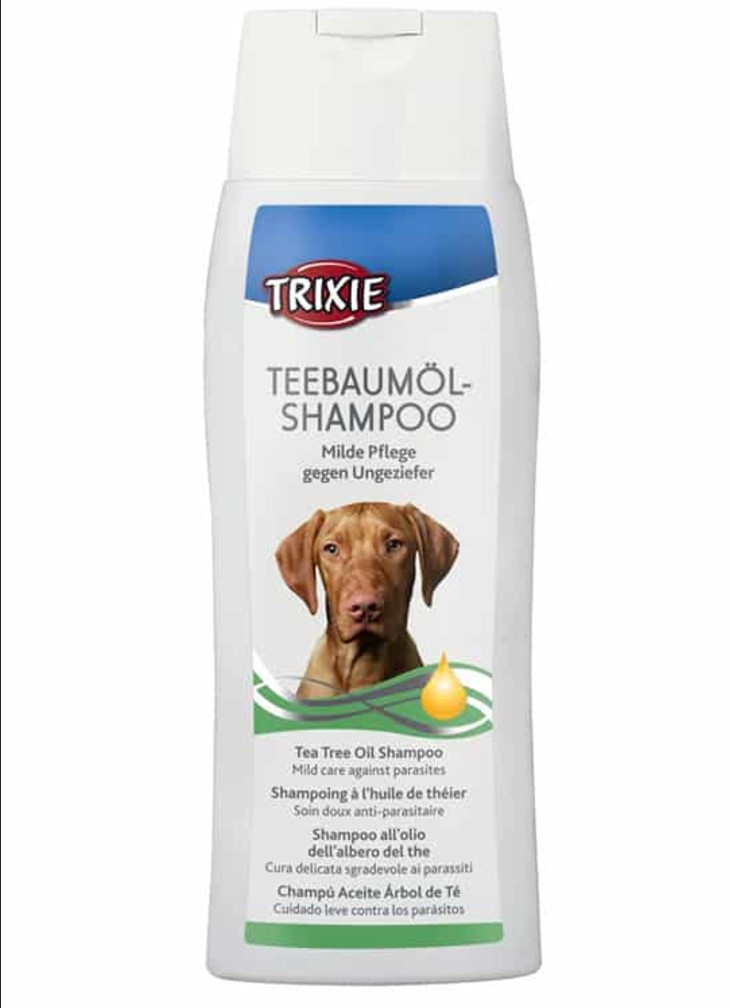 TRIXIE
TEEBAUMÖL-
SHAMPOO
Milde Pflege
gegen Ungeziefer
Tea Tree Oil Shampoo
Mild care against parasites
Shampoing à l'huile de théier
Soin doux anti-parasitaire
Shampoo all'olio
dell'albero del the
Cura delicata sgradevole ai parassiti
Champú Aceite Árbol de Té
Cuidado leve contra los parásitos